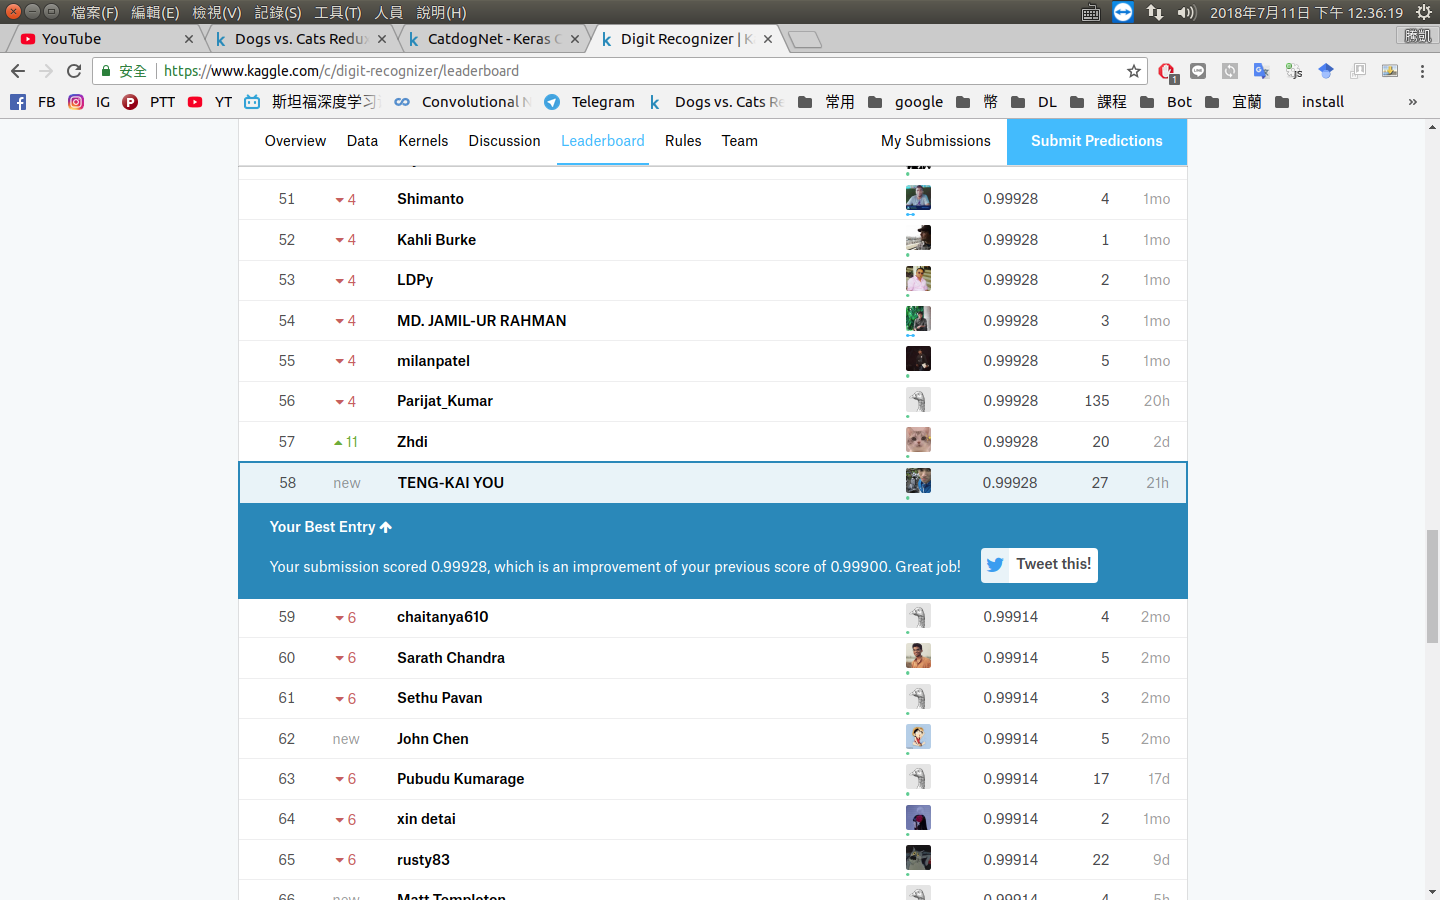 檔案(F) 編輯(E) 檢視(V) 記錄(S) 工具(T) 人員 說明(H) 2018年7月11日 下午 12:36:19
YouTube Dogs vs. Cats Redu CatdogNet - Keras C Digit Recognizer | K 騰凱
安全 https://www.kaggle.com/c/digit-recognizer/leaderboard 1 JS
FB IG PTT YT 斯坦福深度學习 Convolutional N Telegram Dogs vs. Cats Re 常用 google 幣 DL 課程 Bot 宜蘭 install »
Overview Data Kernels Discussion Leaderboard Rules Team My Submissions Submit Predictions
51 4 Shimanto 0.99928 4 1mo
52 4 Kahli Burke 0.99928 1 1mo
53 4 LDPy 0.99928 2 1mo
54 4 MD. JAMIL-UR RAHMAN 0.99928 3 1mo
55 4 milanpatel 0.99928 5 1mo
56 4 Parijat_Kumar 0.99928 135 20h
57 11 Zhdi 0.99928 20 2d
58 new TENG-KAI YOU 0.99928 27 21h
Your Best Entry
Your submission scored 0.99928, which is an improvement of your previous score of 0.99900. Great job! Tweet this!
59 6 chaitanya610 0.99914 4 2mo
60 6 Sarath Chandra 0.99914 5 2mo
61 6 Sethu Pavan 0.99914 3 2mo
62 new John Chen 0.99914 5 2mo
63 6 Pubudu Kumarage 0.99914 17 17d
64 6 xin detai 0.99914 2 1mo
65 6 rusty83 0.99914 22 9d
66 new Matt Templeton 0.99914 4 5h